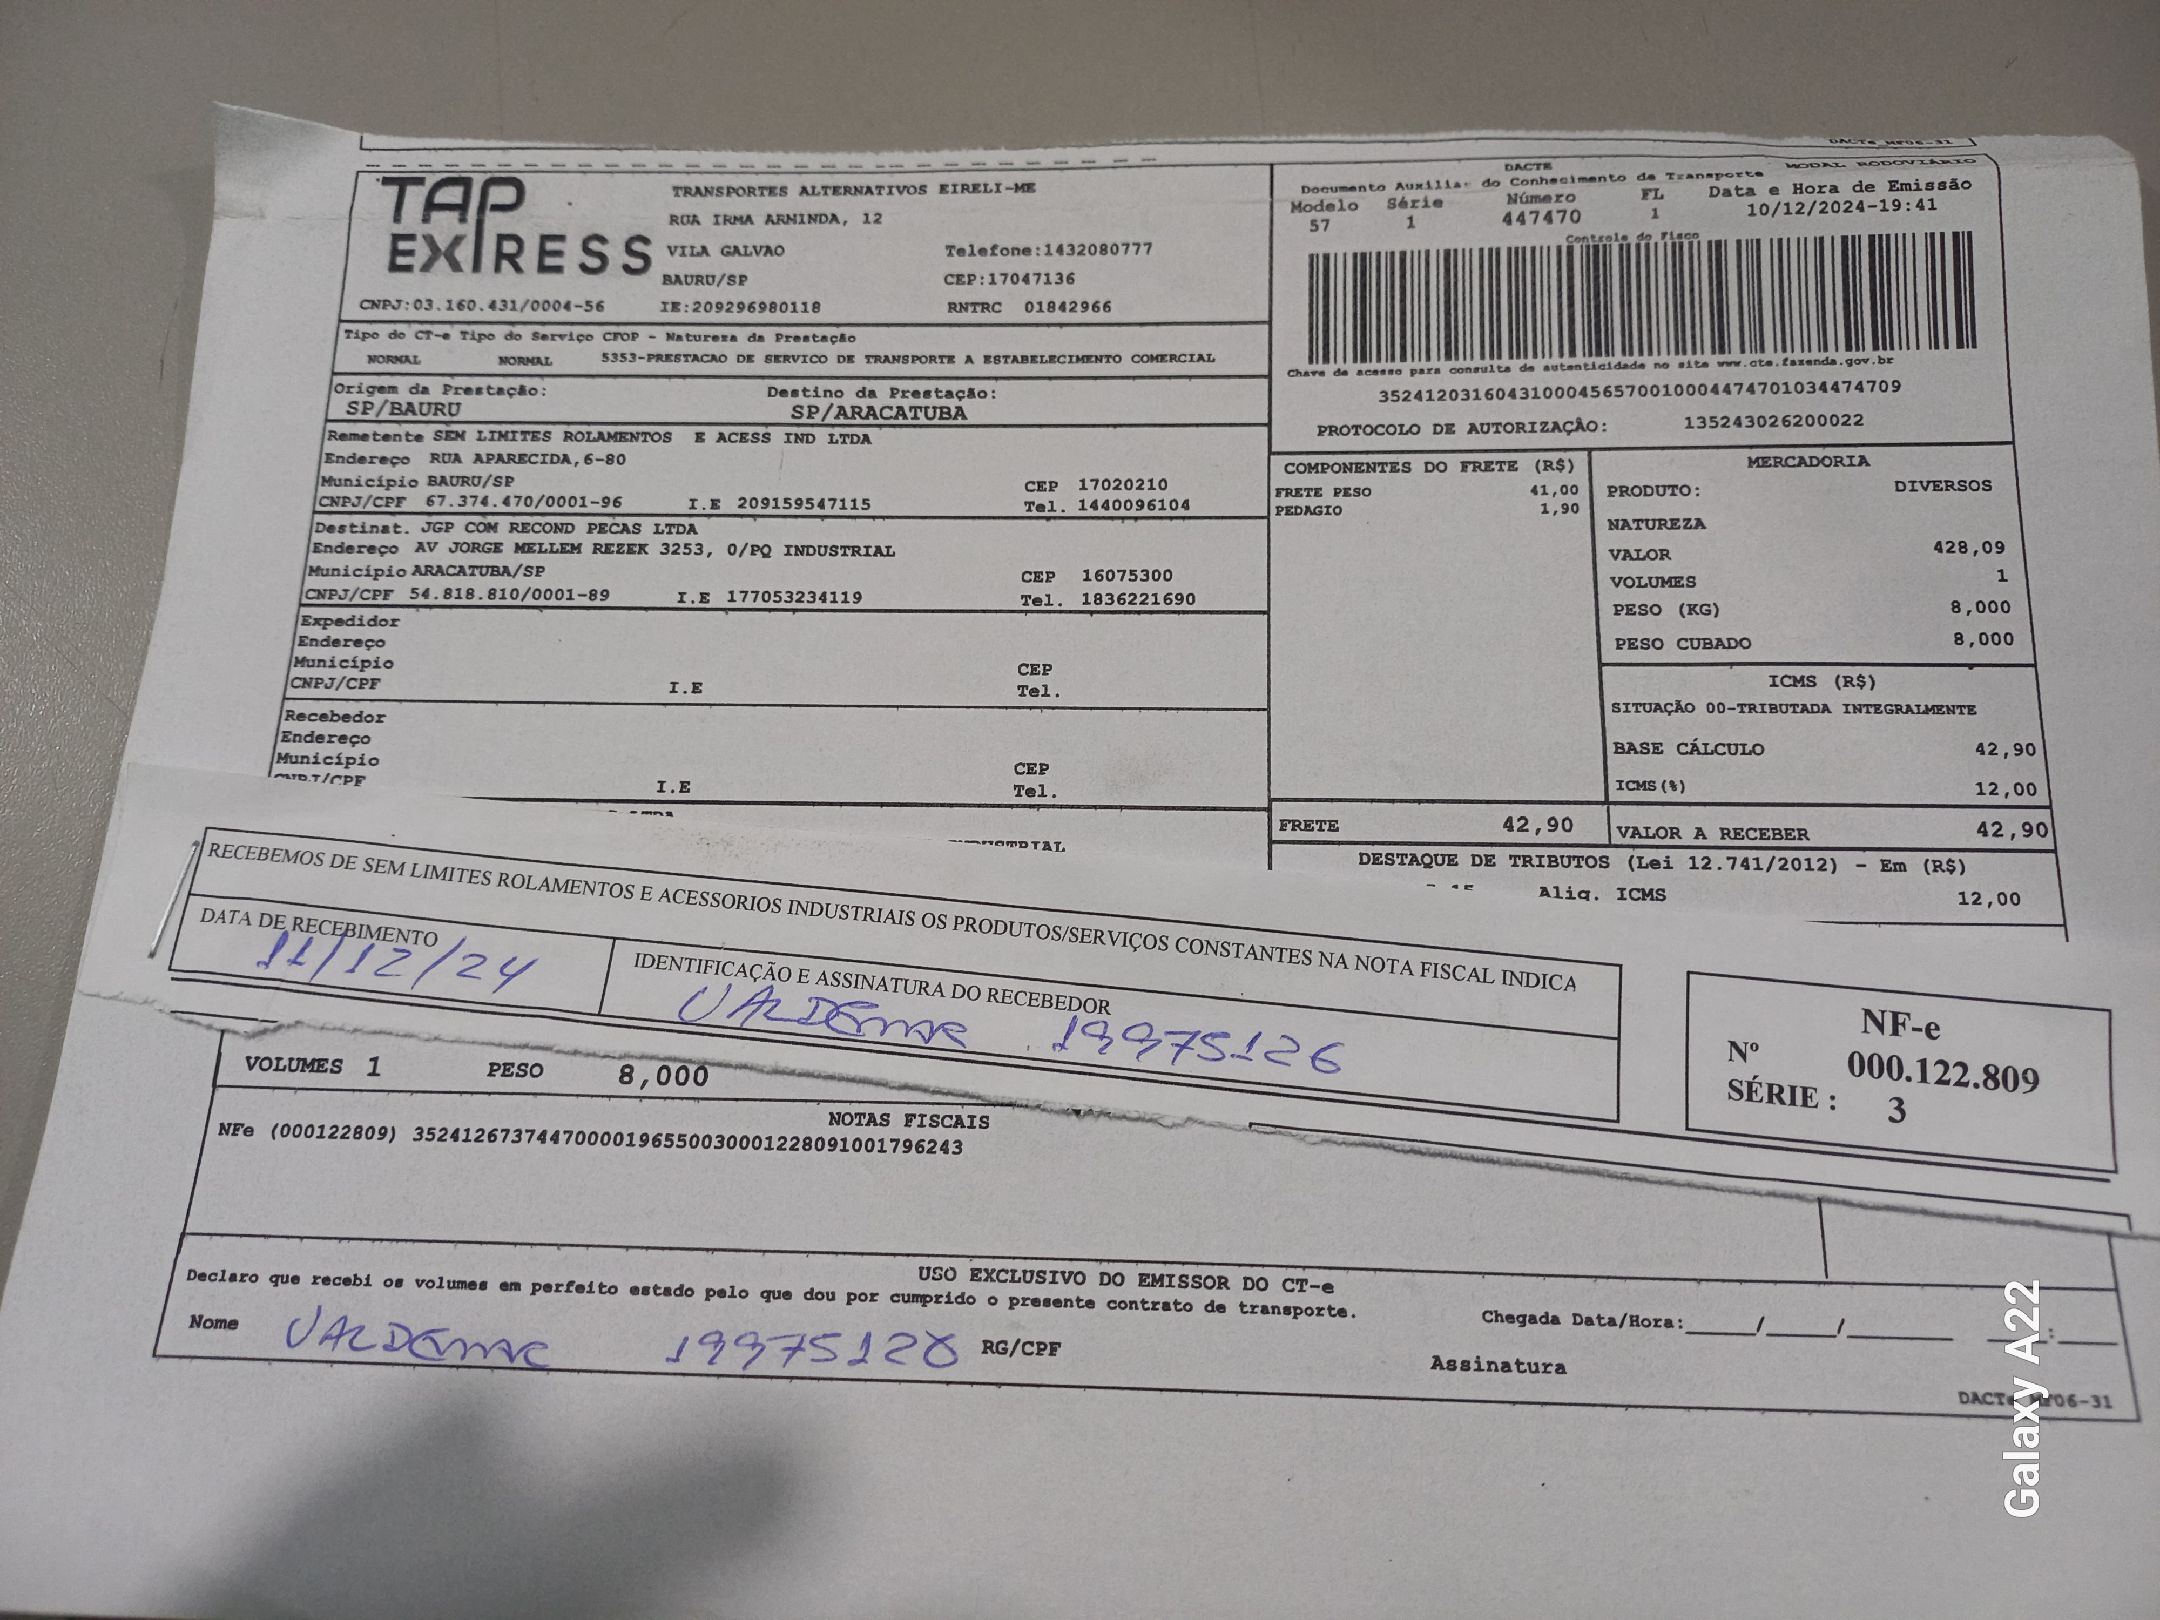 DACTe MF06-31
TAP EXPRESS
TRANSPORTES ALTERNATIVOS EIRELI-ME
RUA IRMA ARMINDA, 12
VILA GALVAO Telefone:1432080777
BAURU/SP CEP:17047136
CNPJ:03.160.431/0004-56 IE:209296980118 RNTRC 01842966
DACTE MODAL RODOVIÁRIO
Documento Auxiliar do Conhecimento de Transporte
Modelo Série Número FL Data e Hora de Emissão
57 1 447470 1 10/12/2024-19:41
Controle do Fisco
Chave de acesso para consulta de autenticidade no site www.cte.fazenda.gov.br
35241203160431000456570010004474701034474709
PROTOCOLO DE AUTORIZAÇÃO: 135243026200022
Tipo do CT-e Tipo do Serviço CFOP - Natureza da Prestação
NORMAL NORMAL 5353-PRESTACAO DE SERVICO DE TRANSPORTE A ESTABELECIMENTO COMERCIAL
Origem da Prestação: Destino da Prestação:
SP/BAURU SP/ARACATUBA
Remetente SEM LIMITES ROLAMENTOS E ACESS IND LTDA
Endereço RUA APARECIDA,6-80
Município BAURU/SP CEP 17020210
CNPJ/CPF 67.374.470/0001-96 I.E 209159547115 Tel. 1440096104
Destinat. JGP COM RECOND PECAS LTDA
Endereço AV JORGE MELLEM REZEK 3253, 0/PQ INDUSTRIAL
Município ARACATUBA/SP CEP 16075300
CNPJ/CPF 54.818.810/0001-89 I.E 177053234119 Tel. 1836221690
Expedidor
Endereço
Município CEP
CNPJ/CPF I.E Tel.
Recebedor
Endereço
Município CEP
CNPJ/CPF I.E Tel.
COMPONENTES DO FRETE (R$)
FRETE PESO 41,00
PEDAGIO 1,90
MERCADORIA
PRODUTO: DIVERSOS
NATUREZA
VALOR 428,09
VOLUMES 1
PESO (KG) 8,000
PESO CUBADO 8,000
ICMS (R$)
SITUAÇÃO 00-TRIBUTADA INTEGRALMENTE
BASE CÁLCULO 42,90
ICMS(%) 12,00
FRETE 42,90 VALOR A RECEBER 42,90
DESTAQUE DE TRIBUTOS (Lei 12.741/2012) - Em (R$)
Aliq. ICMS 12,00
RECEBEMOS DE SEM LIMITES ROLAMENTOS E ACESSORIOS INDUSTRIAIS OS PRODUTOS/SERVIÇOS CONSTANTES NA NOTA FISCAL INDICA
DATA DE RECEBIMENTO
11/12/24
IDENTIFICAÇÃO E ASSINATURA DO RECEBEDOR
VALDEMAR 19975126
NF-e
Nº 000.122.809
SÉRIE : 3
VOLUMES 1 PESO 8,000
NOTAS FISCAIS
NFe (000122809) 35241267374470000196550030001228091001796243
USO EXCLUSIVO DO EMISSOR DO CT-e
Declaro que recebi os volumes em perfeito estado pelo que dou por cumprido o presente contrato de transporte.
Chegada Data/Hora:_____/_____/_______ ____:____
Nome VALDEMAR 19975126 RG/CPF
Assinatura
DACTe MF06-31
Galaxy A22